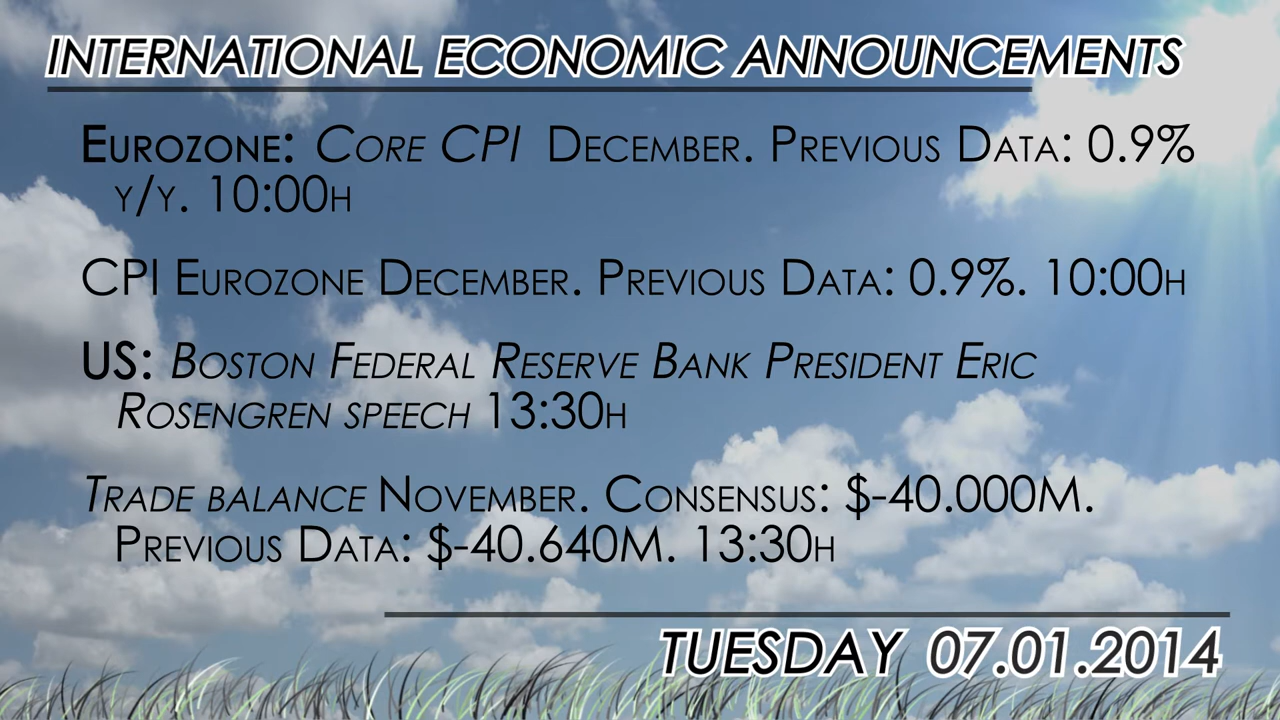 INTERNATIONAL ECONOMIC ANNOUNCEMENTS
EUROZONE: CORE CPI DECEMBER. PREVIOUS DATA: 0.9%
Y/Y. 10:00H
CPI EUROZONE DECEMBER. PREVIOUS DATA: 0.9%. 10:00H
US: BOSTON FEDERAL RESERVE BANK PRESIDENT ERIC
ROSENGREN SPEECH 13:30H
TRADE BALANCE NOVEMBER. CONSENSUS: $-40.000M.
PREVIOUS DATA: $-40.640M. 13:30H
TUESDAY 07.01.2014